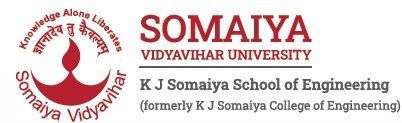 Knowledge Alone Liberates
ज्ञानादेव तु कैवल्यम्
Somaiya Vidyavihar
SOMAIYA
VIDYAVIHAR UNIVERSITY
K J Somaiya School of Engineering
(formerly K J Somaiya College of Engineering)